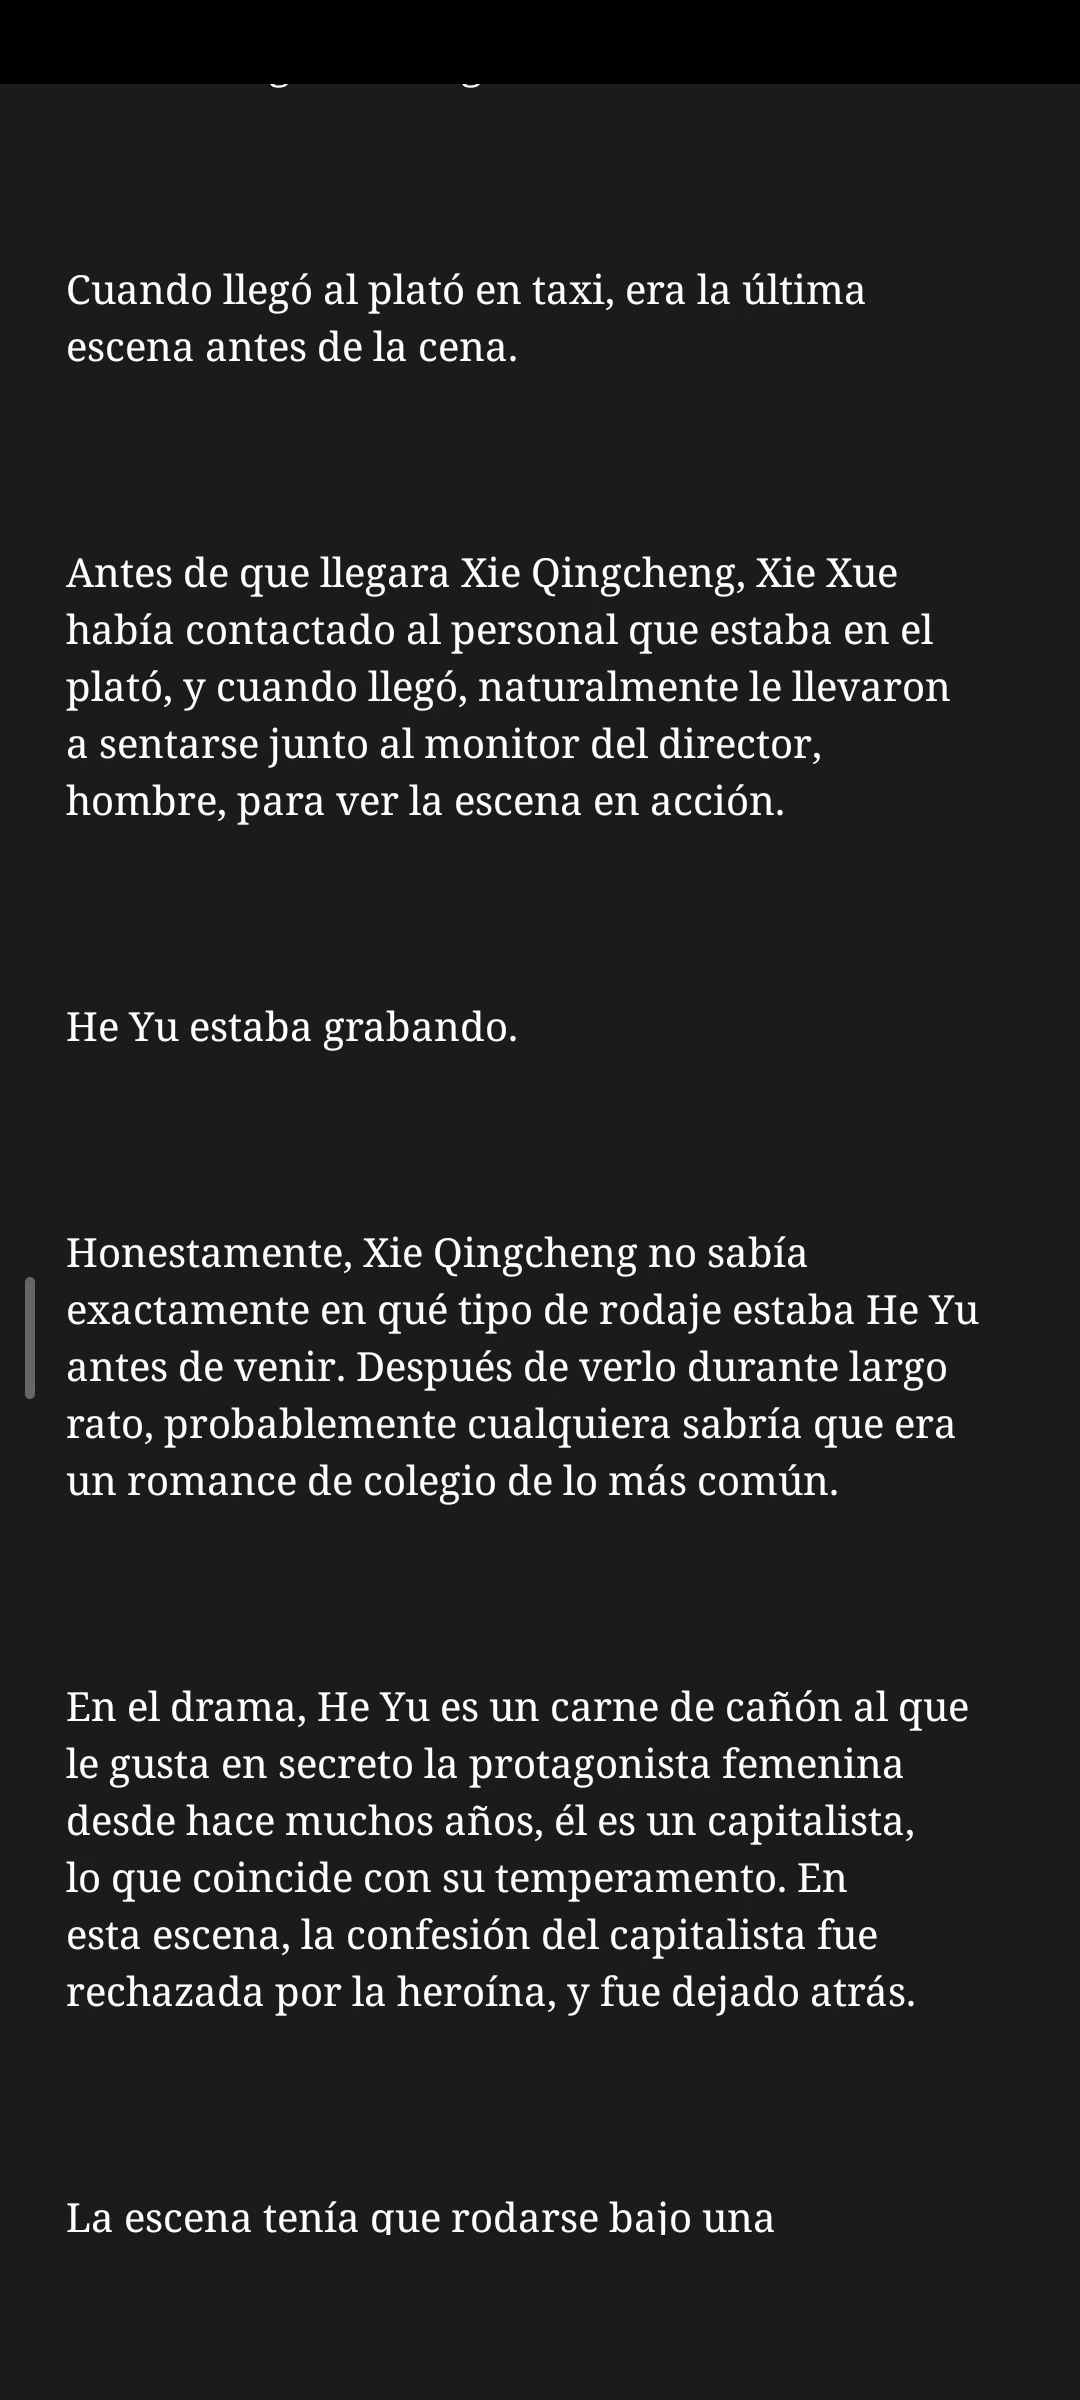 Cuando llegó al plató en taxi, era la última
escena antes de la cena.
Antes de que llegara Xie Qingcheng, Xie Xue
había contactado al personal que estaba en el
plató, y cuando llegó, naturalmente le llevaron
a sentarse junto al monitor del director,
hombre, para ver la escena en acción.
He Yu estaba grabando.
Honestamente, Xie Qingcheng no sabía
exactamente en qué tipo de rodaje estaba He Yu
antes de venir. Después de verlo durante largo
rato, probablemente cualquiera sabría que era
un romance de colegio de lo más común.
En el drama, He Yu es un carne de cañón al que
le gusta en secreto la protagonista femenina
desde hace muchos años, él es un capitalista,
lo que coincide con su temperamento. En
esta escena, la confesión del capitalista fue
rechazada por la heroína, y fue dejado atrás.
La escena tenía que rodarse bajo una